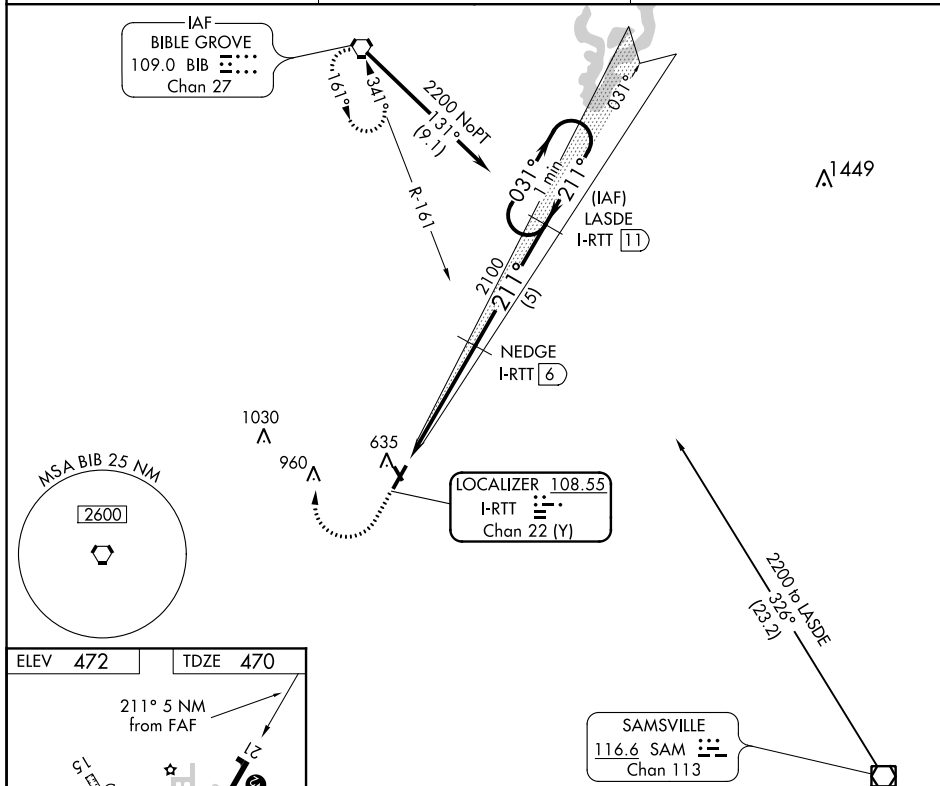 IAF
BIBLE GROVE
109.0 BIB
Chan 27
161°
341°
2200 NoPT
131°
(9.1)
R-161
031°
1 min
211°
031°
1449
(IAF)
LASDE
I-RTT 11
2100
211°
(5)
NEDGE
I-RTT 6
1030
960
635
LOCALIZER 108.55
I-RTT
Chan 22 (Y)
MSA BIB 25 NM
2600
2200 to LASDE
326°
(23.2)
SAMSVILLE
116.6 SAM
Chan 113
ELEV 472
TDZE 470
211° 5 NM
from FAF
21
15